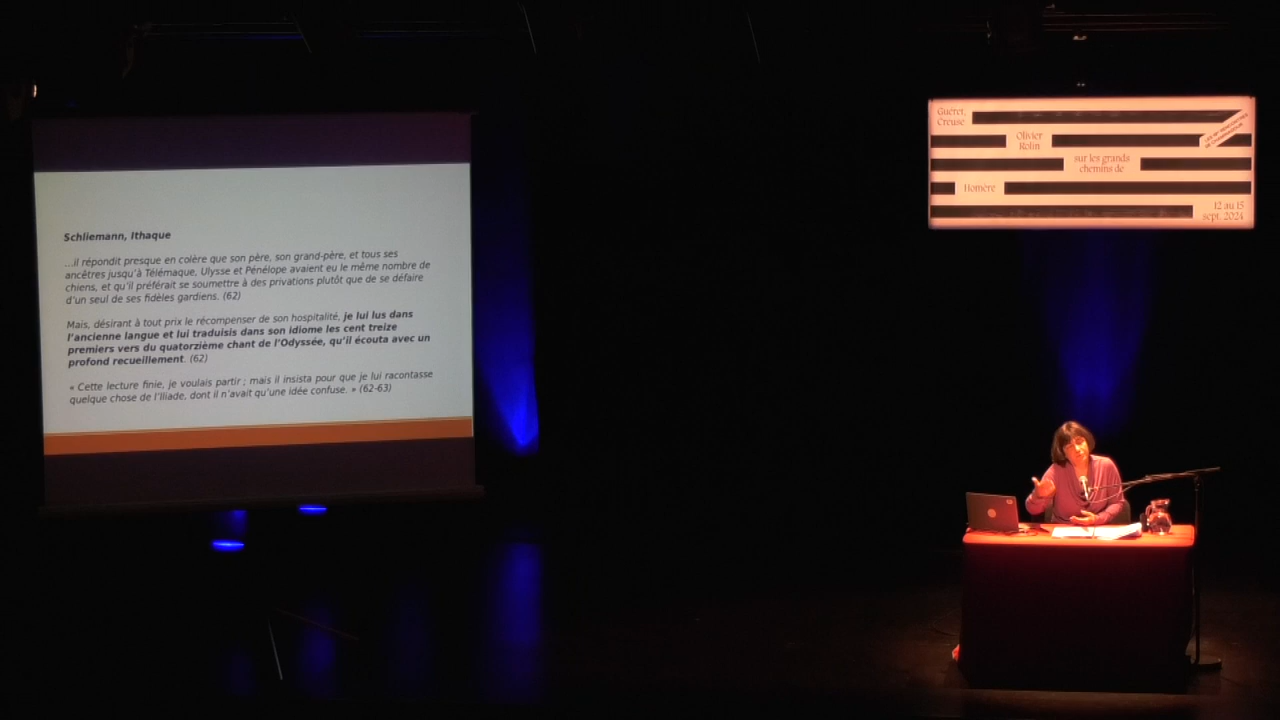 Schliemann, Ithaque
...il répondit presque en colère que son père, son grand-père, et tous ses
ancêtres jusqu'à Télémaque, Ulysse et Pénélope avaient eu le même nombre de
chiens, et qu'il préférait se soumettre à des privations plutôt que de se défaire
d'un seul de ses fidèles gardiens. (62)
Mais, désirant à tout prix le récompenser de son hospitalité, je lui lus dans
l'ancienne langue et lui traduisis dans son idiome les cent treize
premiers vers du quatorzième chant de l'Odyssée, qu'il écouta avec un
profond recueillement. (62)
« Cette lecture finie, je voulais partir ; mais il insista pour que je lui racontasse
quelque chose de l'Iliade, dont il n'avait qu'une idée confuse. » (62-63)
Guéret,
Creuse
Olivier
Rolin
sur les grands
chemins de
Homère
12 au 15
sept. 2024